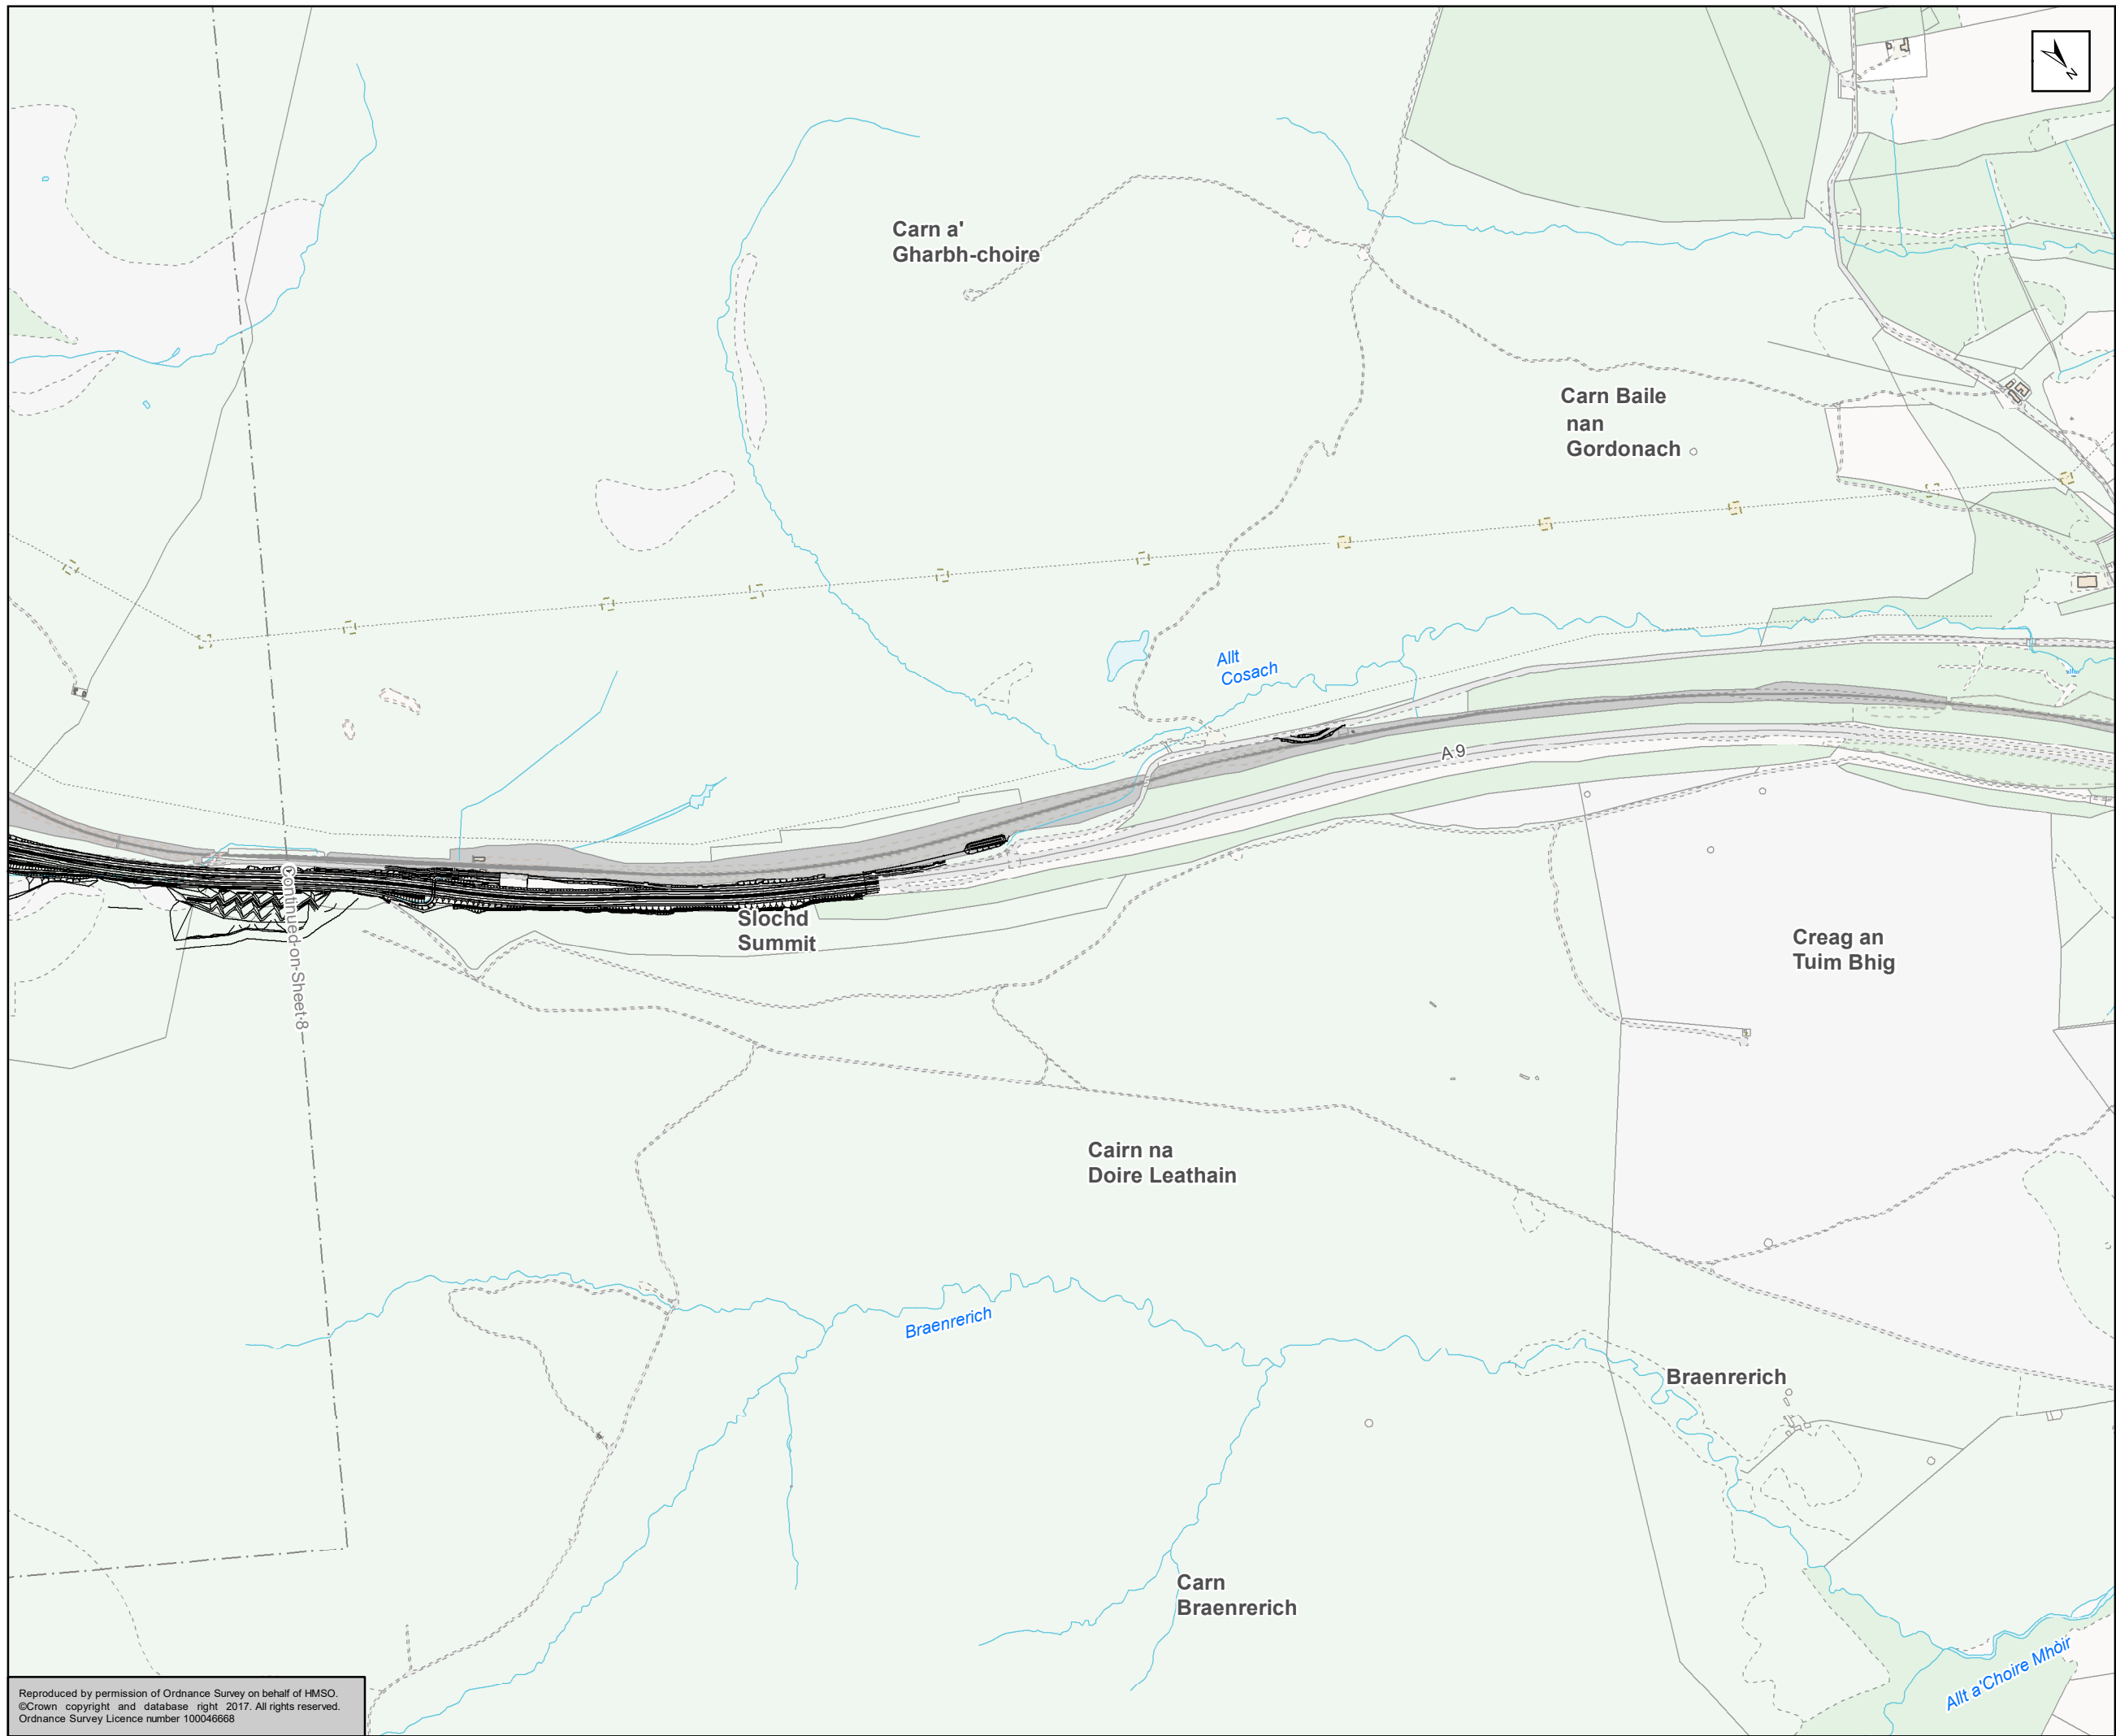 N
Carn a'
Gharbh-choire
Carn Baile
nan
Gordonach
Allt
Cosach
A 9
Continued-on-Sheet-8
Slochd
Summit
Creag an
Tuim Bhig
Cairn na
Doire Leathain
Braenrerich
Braenrerich
Carn
Braenrerich
Allt a'Choire Mhòir
Reproduced by permission of Ordnance Survey on behalf of HMSO.
©Crown copyright and database right 2017. All rights reserved.
Ordnance Survey Licence number 100046668